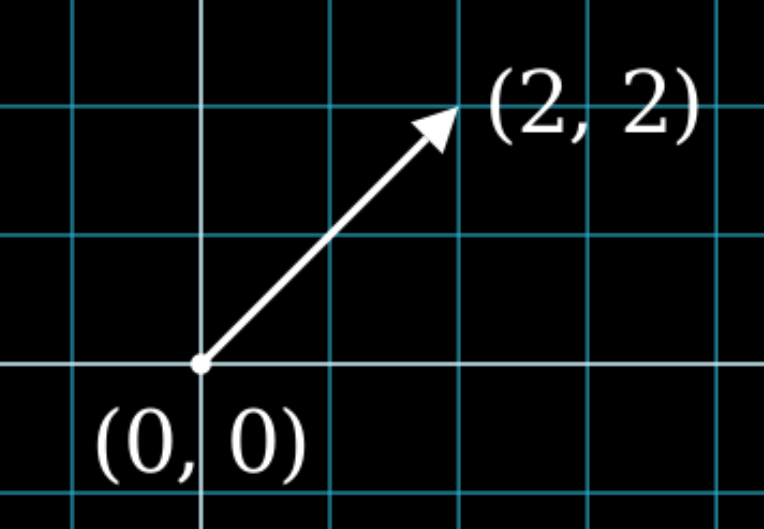 (2, 2)
(0, 0)